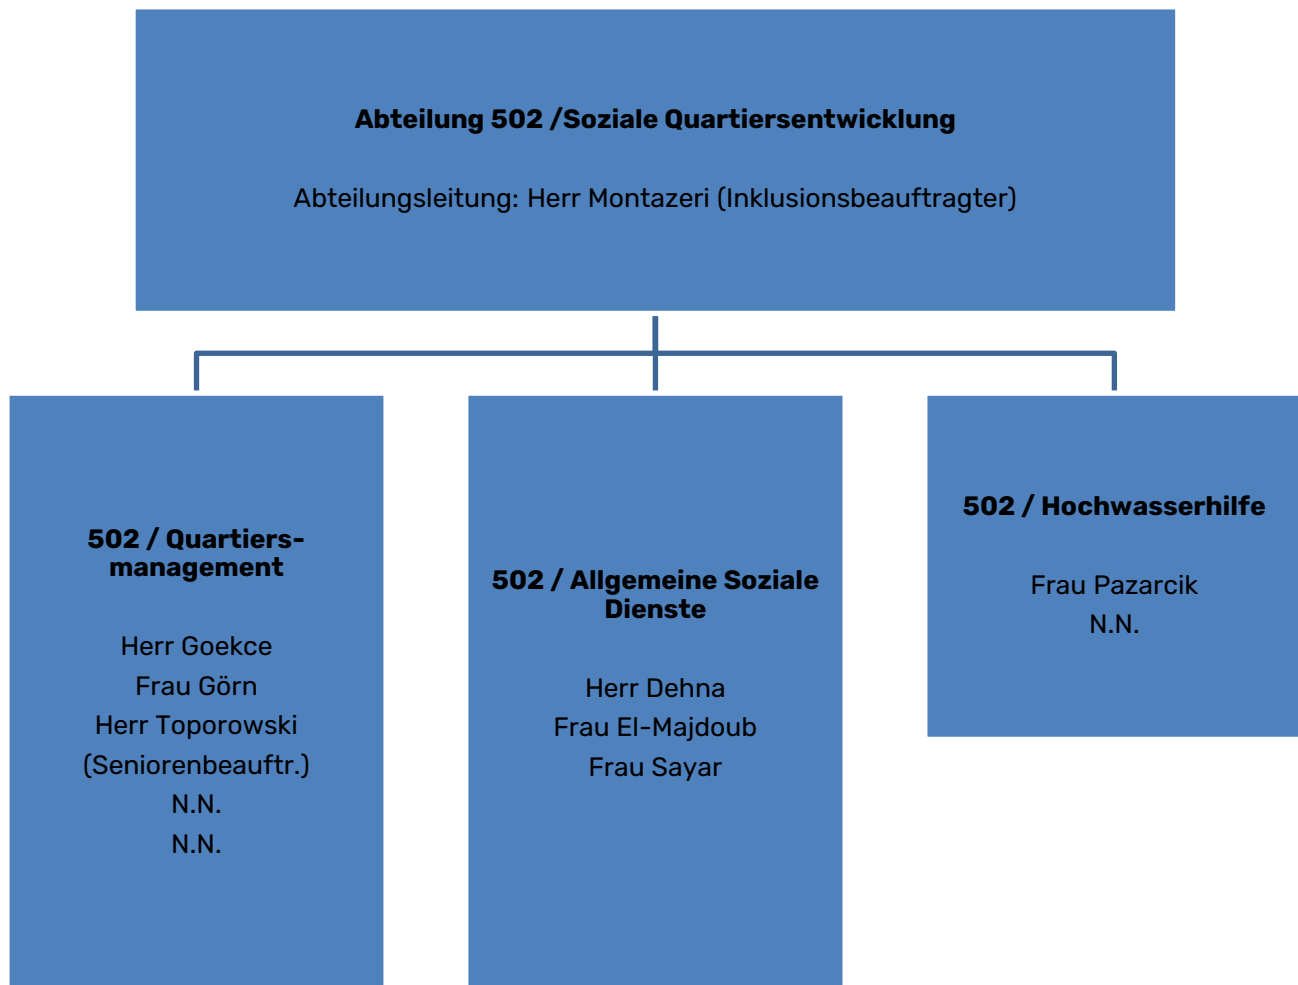 Abteilung 502 /Soziale Quartiersentwicklung
Abteilungsleitung: Herr Montazeri (Inklusionsbeauftragter)
502 / Quartiers-
management
Herr Goekce
Frau Görn
Herr Toporowski
(Seniorenbeauftr.)
N.N.
N.N.
502 / Allgemeine Soziale
Dienste
Herr Dehna
Frau El-Majdoub
Frau Sayar
502 / Hochwasserhilfe
Frau Pazarcik
N.N.